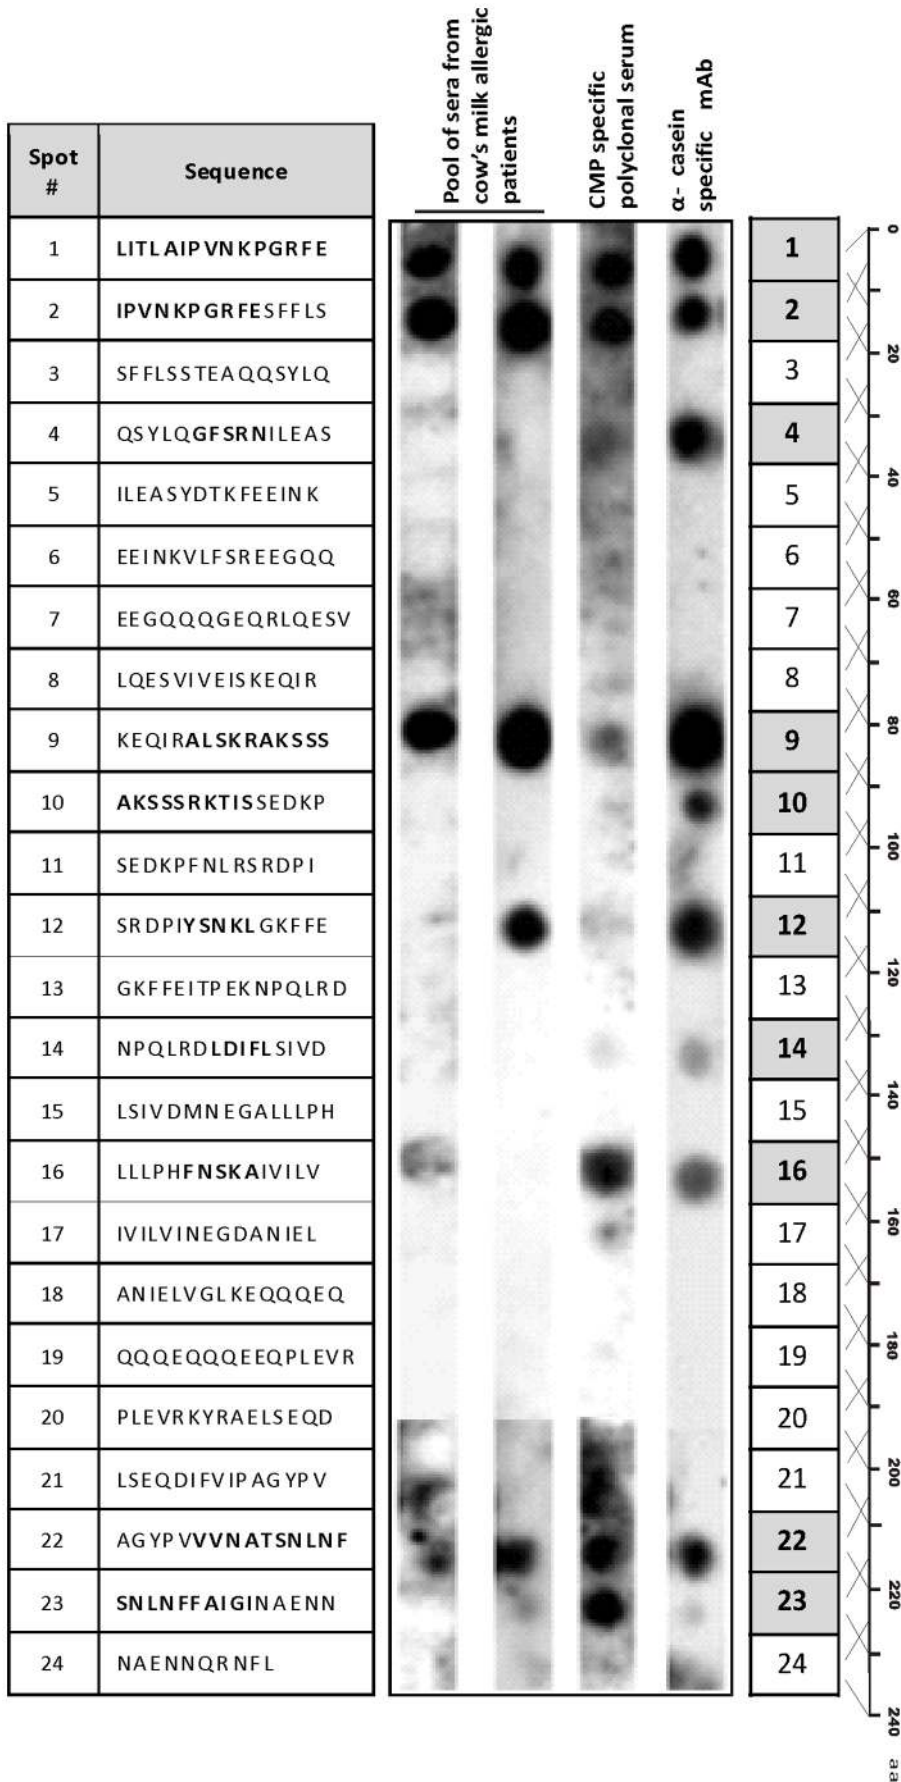 Pool of sera from
cow's milk allergic
patients
CMP specific
polyclonal serum
α- casein
specific mAb
Spot
#
Sequence
1 LITLAIPVNKPGRFE 1
2 IPVNKPGRFESFFLS 2
3 SFFLSSTEAQQSYLQ 3
4 QSYLQGFSRNILEAS 4
5 ILEASYDTKFEEINK 5
6 EEINKVLFSREEGQQ 6
7 EEGQQQGEQRLQESV 7
8 LQESVIVEISKEQIR 8
9 KEQIRALSKRAKSSS 9
10 AKSSSRKTISSEDKP 10
11 SEDKPFNLRSRDPI 11
12 SRDPIYSNKLGKFFE 12
13 GKFFEITPEKNPQLRD 13
14 NPQLRDLDIFLSIVD 14
15 LSIVDMNEGALLLPH 15
16 LLLPHFNSKAIVILV 16
17 IVILVINEGDANIEL 17
18 ANIELVGLKEQQQEQ 18
19 QQQEQQQEEQPLEVR 19
20 PLEVRKYRAELSEQD 20
21 LSEQDIFVIPAGYPV 21
22 AGYPVVVNATSNLNF 22
23 SNLNFFAIGINAENN 23
24 NAENNQRNFL 24
0
20
40
60
80
100
120
140
160
180
200
220
240
aa